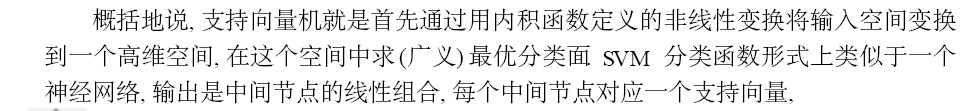 概括地说, 支持向量机就是首先通过用内积函数定义的非线性变换将输入空间变换
到一个高维空间, 在这个空间中求(广义)最优分类面 SVM 分类函数形式上类似于一个
神经网络, 输出是中间节点的线性组合, 每个中间节点对应一个支持向量,